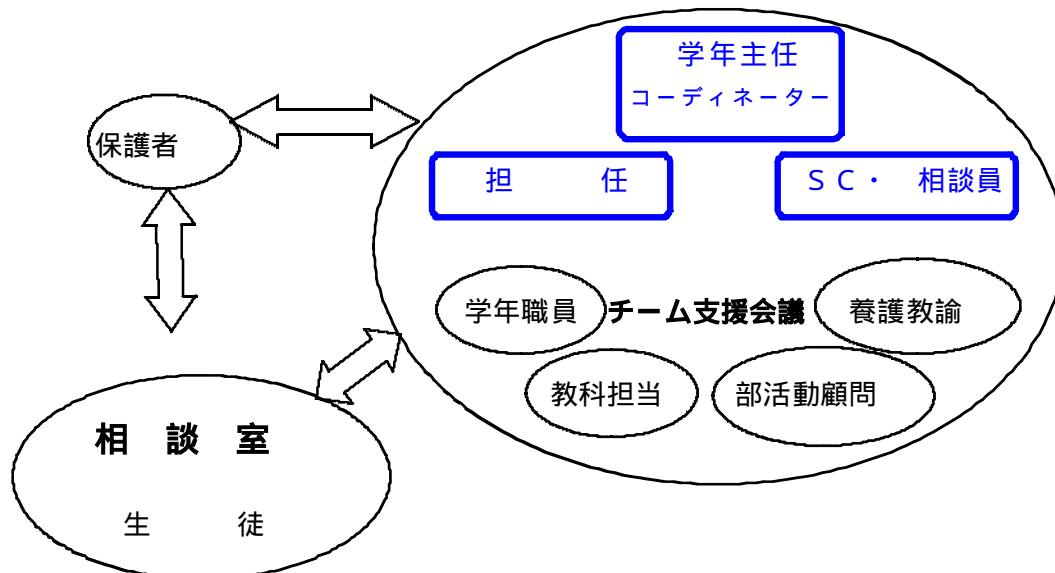 学年主任
コーディネーター
保護者
担　　任
ＳＣ・　相談員
学年職員
チーム支援会議
養護教諭
教科担当
部活動顧問
相　談　室
生　　徒